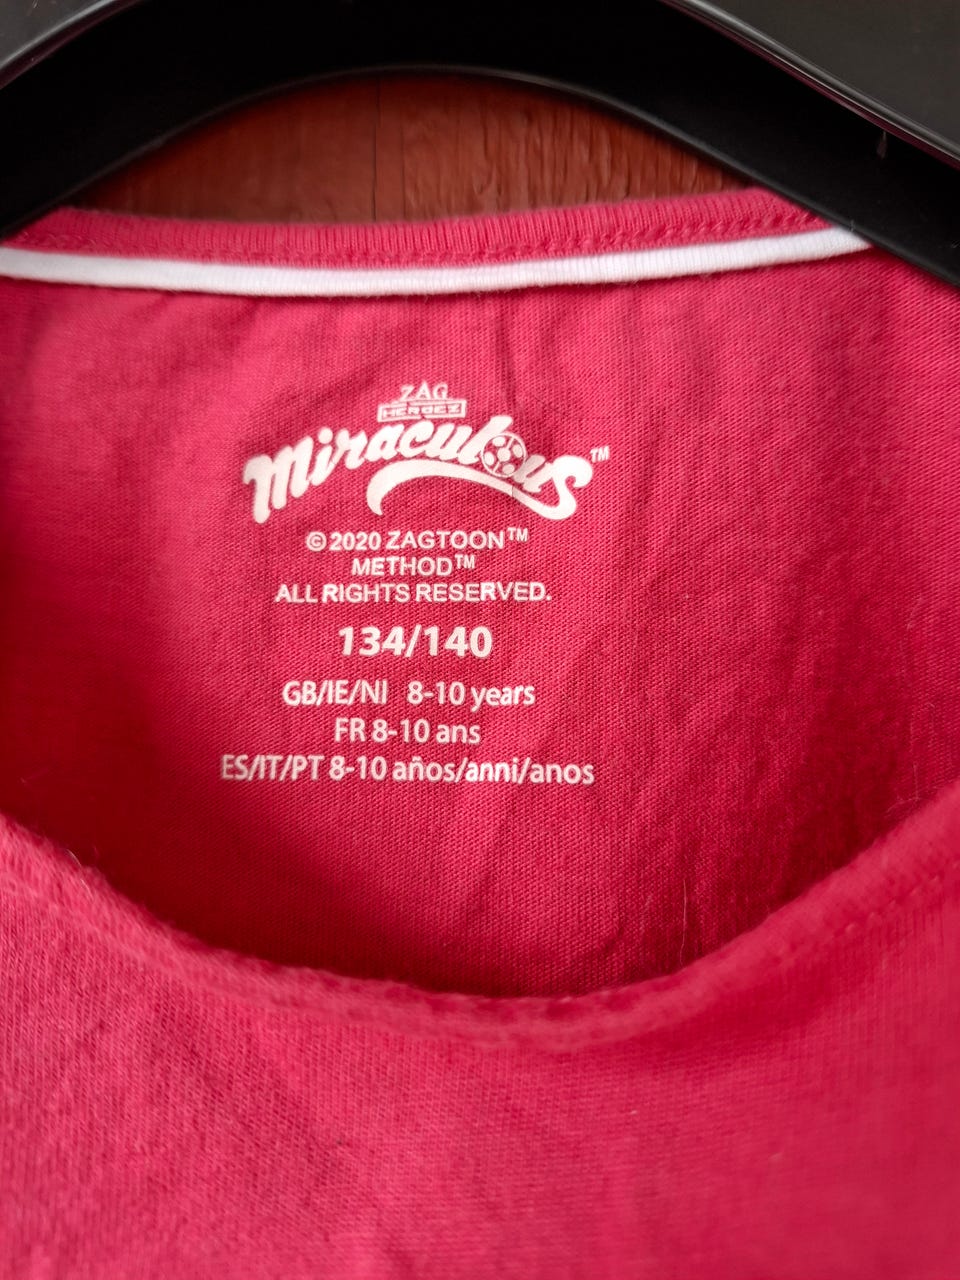 ZAG
HEROEZ
Miraculous™
© 2020 ZAGTOON™
METHOD™
ALL RIGHTS RESERVED.
134/140
GB/IE/NI 8-10 years
FR 8-10 ans
ES/IT/PT 8-10 años/anni/anos